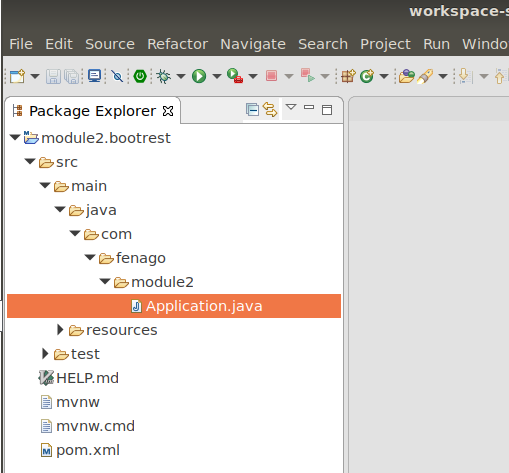 workspace-s
File Edit Source Refactor Navigate Search Project Run Windo
Package Explorer
module2.bootrest
src
main
java
com
fenago
module2
Application.java
resources
test
HELP.md
mvnw
mvnw.cmd
pom.xml